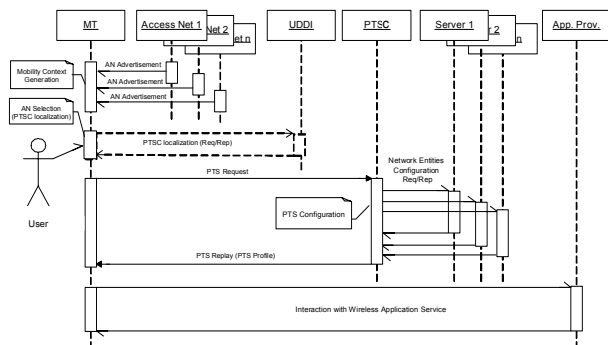 MT
Access Net 1
Net 2
et n
UDDI
PTSC
Server 1
r 2
n
App. Prov.
Mobility Context
Generation
AN Advertisement
AN Advertisement
AN Advertisement
AN Selection
(PTSC localization)
PTSC localization (Req/Rep)
User
PTS Request
Network Entities
Configuration
Req/Rep
PTS Configuration
PTS Replay (PTS Profile)
Interaction with Wireless Application Service